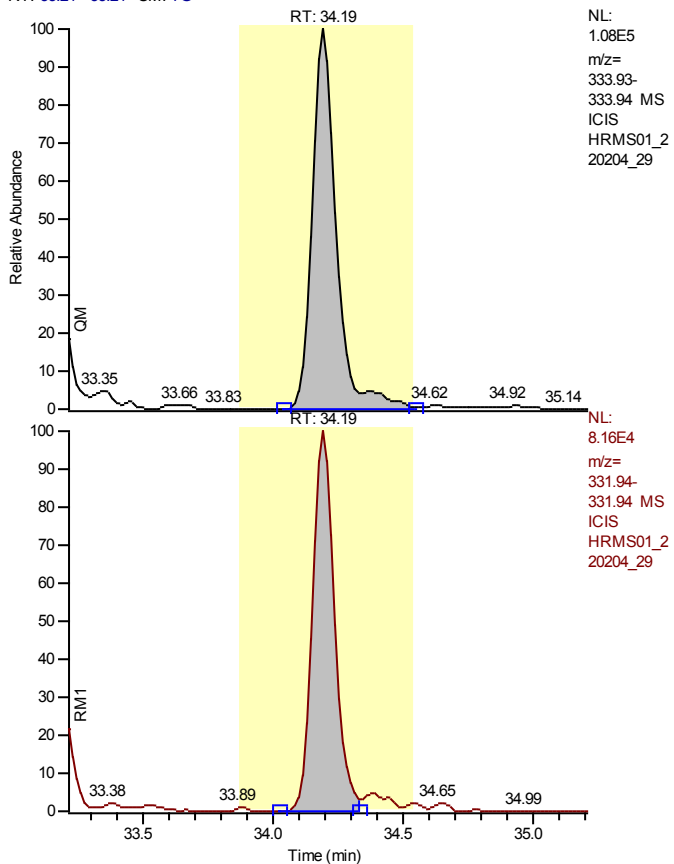 RT: 34.19
NL:
1.08E5
m/z=
333.93-
333.94 MS
ICIS
HRMS01_2
20204_29
100
90
80
70
60
50
40
30
20
10
0
Relative Abundance
QM
33.35
33.66
33.83
34.62
34.92
35.14
RT: 34.19
NL:
8.16E4
m/z=
331.94-
331.94 MS
ICIS
HRMS01_2
20204_29
100
90
80
70
60
50
40
30
20
10
0
RM1
33.38
33.89
34.65
34.99
33.5
34.0
34.5
35.0
Time (min)